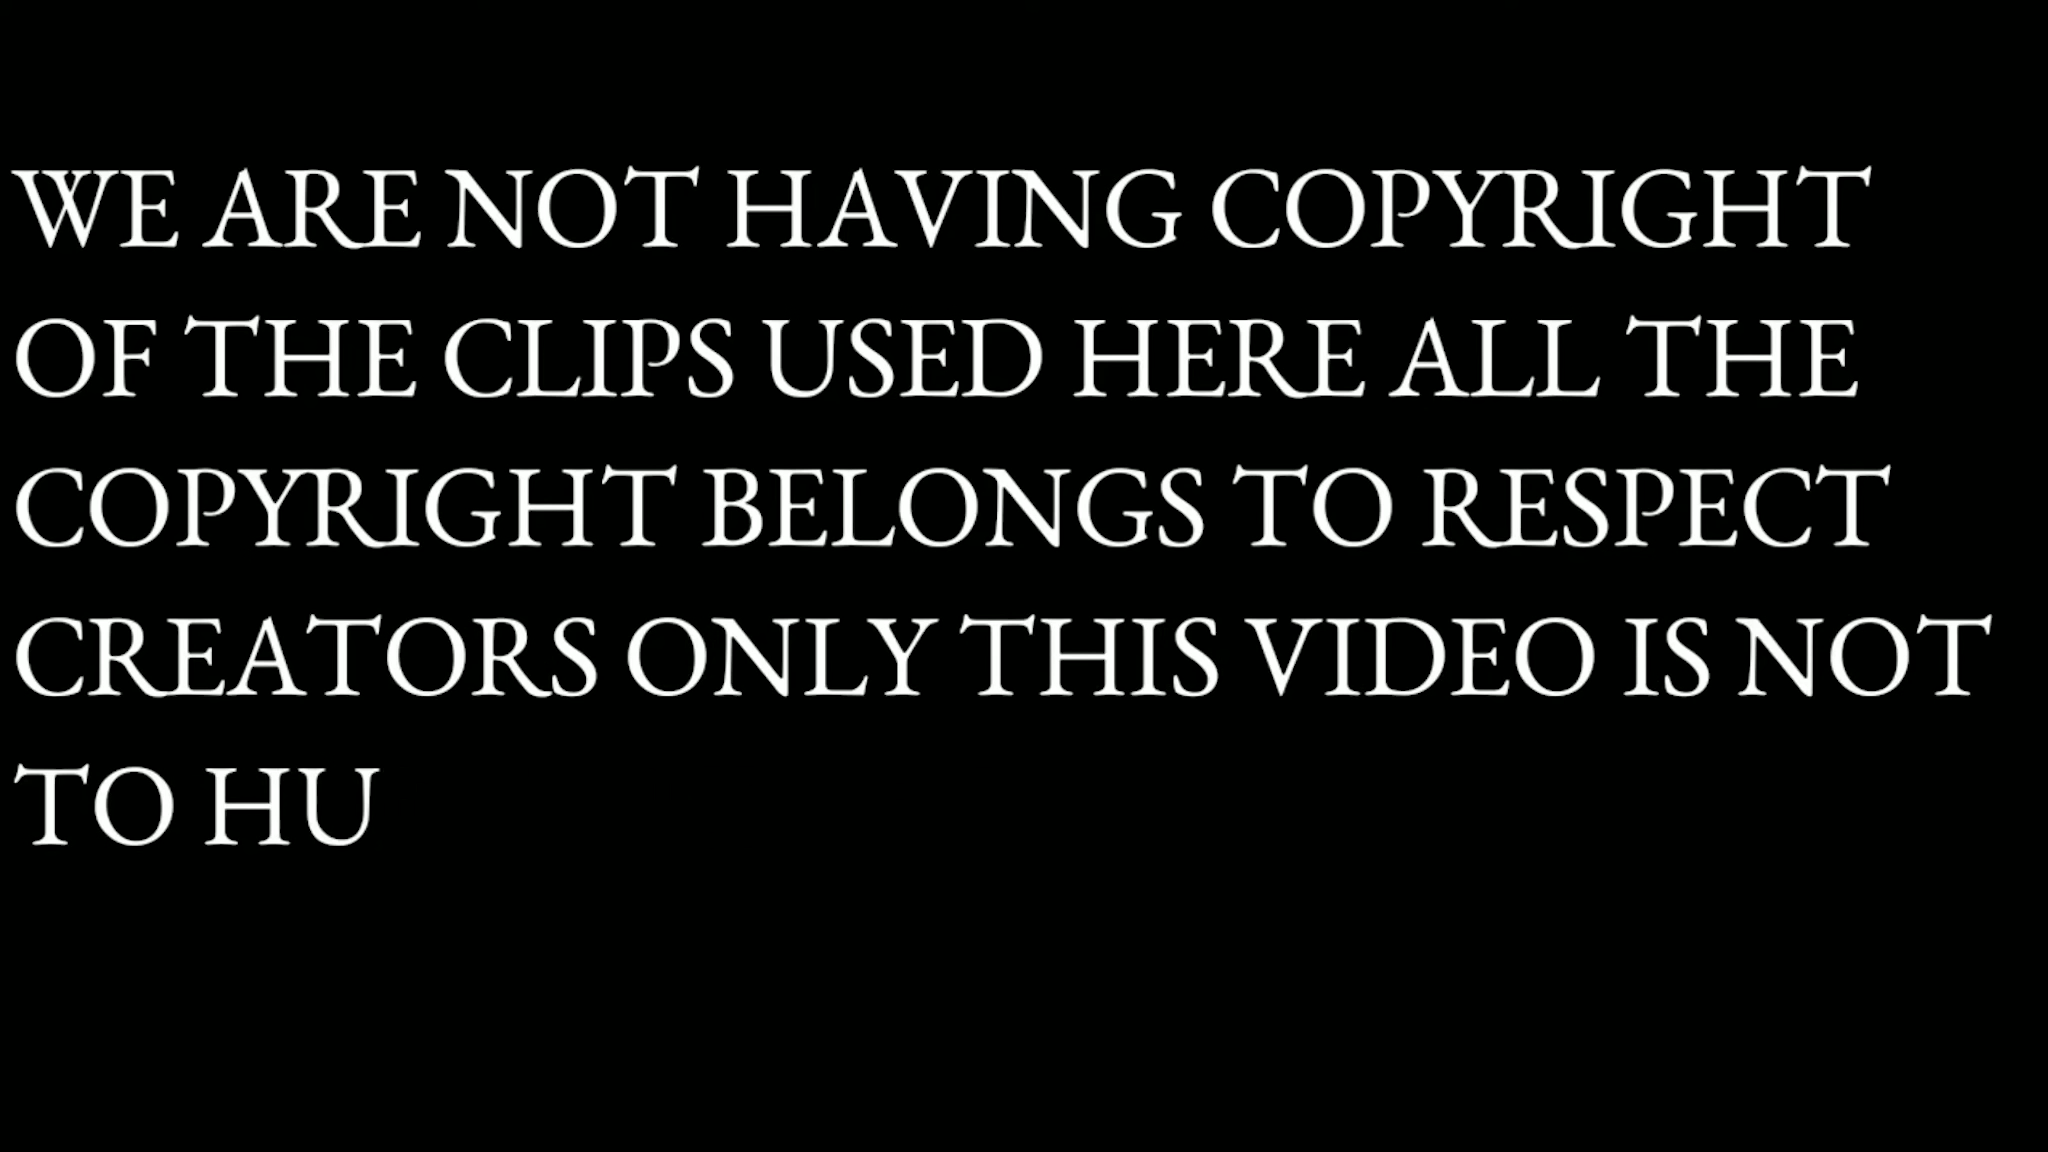 WE ARE NOT HAVING COPYRIGHT
OF THE CLIPS USED HERE ALL THE
COPYRIGHT BELONGS TO RESPECT
CREATORS ONLY THIS VIDEO IS NOT
TO HU